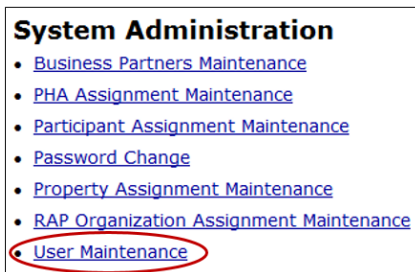 System Administration
• Business Partners Maintenance
• PHA Assignment Maintenance
• Participant Assignment Maintenance
• Password Change
• Property Assignment Maintenance
• RAP Organization Assignment Maintenance
• User Maintenance